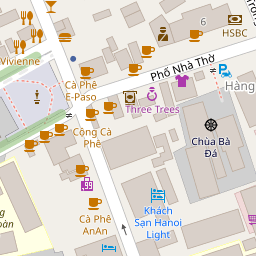 6
HSBC
Vivienne
Phố Nhà Thờ
Cà Phê
E-Paso
Hàng
Three Trees
Cộng Cà
Phê
Chùa Bà
Đá
Cà Phê
AnAn
Khách
Sạn Hanoi
Light